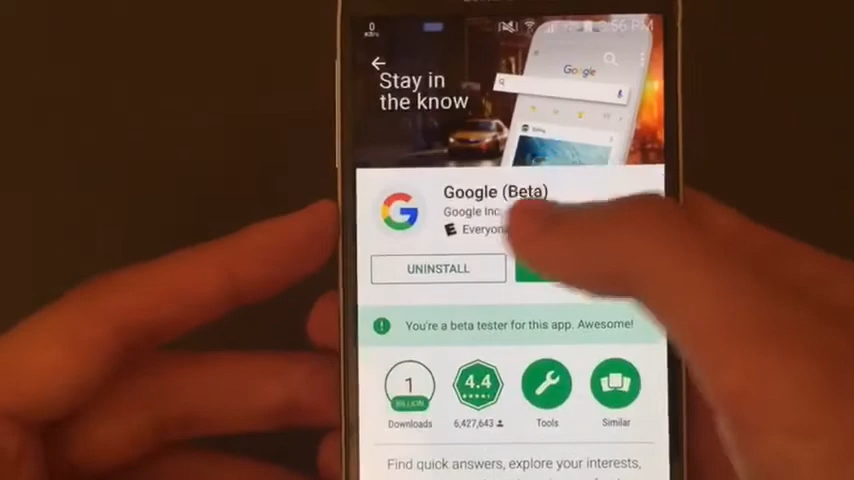 0
KB/s
3:56 PM
Stay in
the know
Google
Google (Beta)
Google Inc.
E Everyone
UNINSTALL
You're a beta tester for this app. Awesome!
1
BILLION
4.4
Downloads
6,427,643
Tools
Similar
Find quick answers, explore your interests,